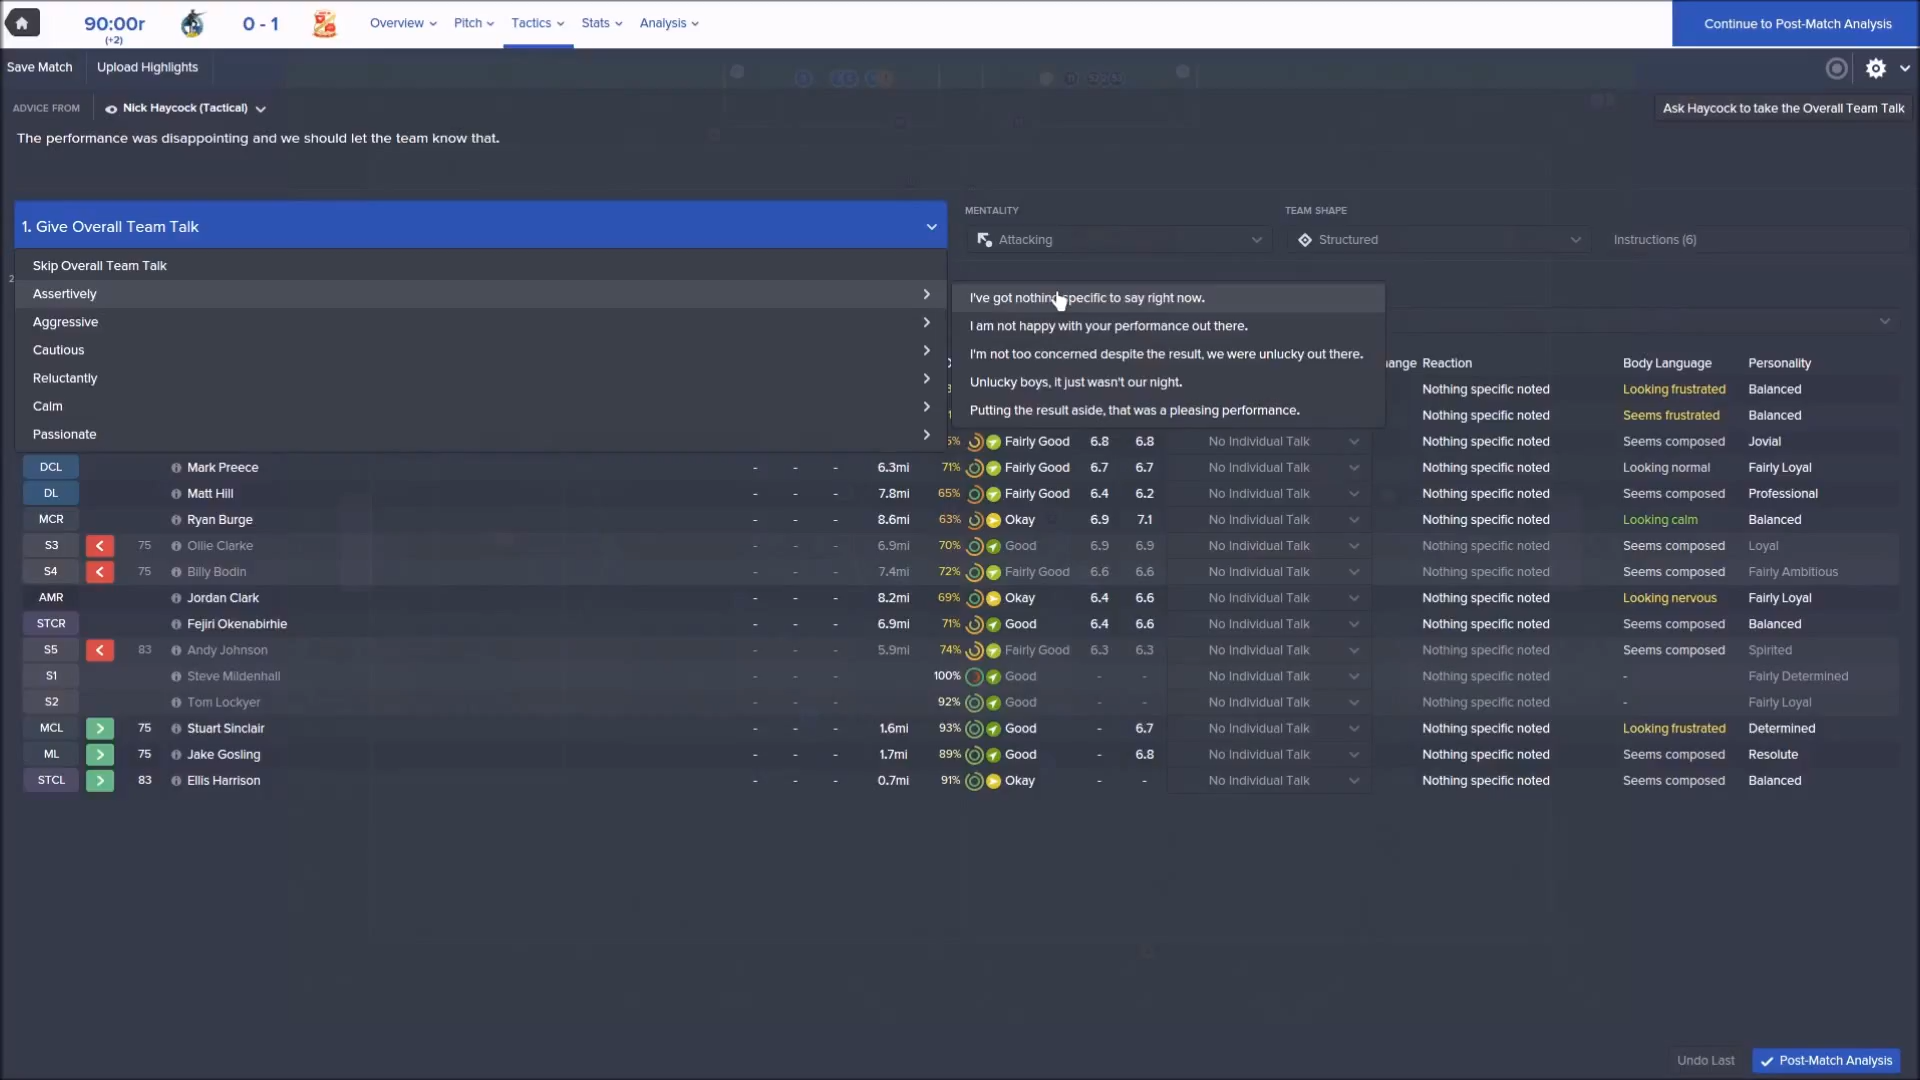 90:00r
(+2)
0 - 1
Overview
Pitch
Tactics
Stats
Analysis
Continue to Post-Match Analysis
Save Match
Upload Highlights
ADVICE FROM
Nick Haycock (Tactical)
Ask Haycock to take the Overall Team Talk
The performance was disappointing and we should let the team know that.
1. Give Overall Team Talk
MENTALITY
Attacking
TEAM SHAPE
Structured
Instructions (6)
Skip Overall Team Talk
Assertively
Aggressive
Cautious
Reluctantly
Calm
Passionate
I've got nothing specific to say right now.
I am not happy with your performance out there.
I'm not too concerned despite the result, we were unlucky out there.
Unlucky boys, it just wasn't our night.
Putting the result aside, that was a pleasing performance.
Reaction Body Language Personality
Nothing specific noted Looking frustrated Balanced
Nothing specific noted Seems frustrated Balanced
Fairly Good 6.8 6.8 No Individual Talk Nothing specific noted Seems composed Jovial
DCL Mark Preece - - - 6.3mi 71% Fairly Good 6.7 6.7 No Individual Talk Nothing specific noted Looking normal Fairly Loyal
DL Matt Hill - - - 7.8mi 65% Fairly Good 6.4 6.2 No Individual Talk Nothing specific noted Seems composed Professional
MCR Ryan Burge - - - 8.6mi 63% Okay 6.9 7.1 No Individual Talk Nothing specific noted Looking calm Balanced
S3 75 Ollie Clarke - - - 6.9mi 70% Good 6.9 6.9 No Individual Talk Nothing specific noted Seems composed Loyal
S4 75 Billy Bodin - - - 7.4mi 72% Fairly Good 6.6 6.6 No Individual Talk Nothing specific noted Seems composed Fairly Ambitious
AMR Jordan Clark - - - 8.2mi 69% Okay 6.4 6.6 No Individual Talk Nothing specific noted Looking nervous Fairly Loyal
STCR Fejiri Okenabirhie - - - 6.9mi 71% Good 6.4 6.6 No Individual Talk Nothing specific noted Seems composed Balanced
S5 83 Andy Johnson - - - 5.9mi 74% Fairly Good 6.3 6.3 No Individual Talk Nothing specific noted Seems composed Spirited
S1 Steve Mildenhall 100% Good - - No Individual Talk Nothing specific noted - Fairly Determined
S2 Tom Lockyer 92% Good - - No Individual Talk Nothing specific noted - Fairly Loyal
MCL 75 Stuart Sinclair - - - 1.6mi 93% Good - 6.7 No Individual Talk Nothing specific noted Looking frustrated Determined
ML 75 Jake Gosling - - - 1.7mi 89% Good - 6.8 No Individual Talk Nothing specific noted Seems composed Resolute
STCL 83 Ellis Harrison - - - 0.7mi 91% Okay - - No Individual Talk Nothing specific noted Seems composed Balanced
Undo Last
Post-Match Analysis